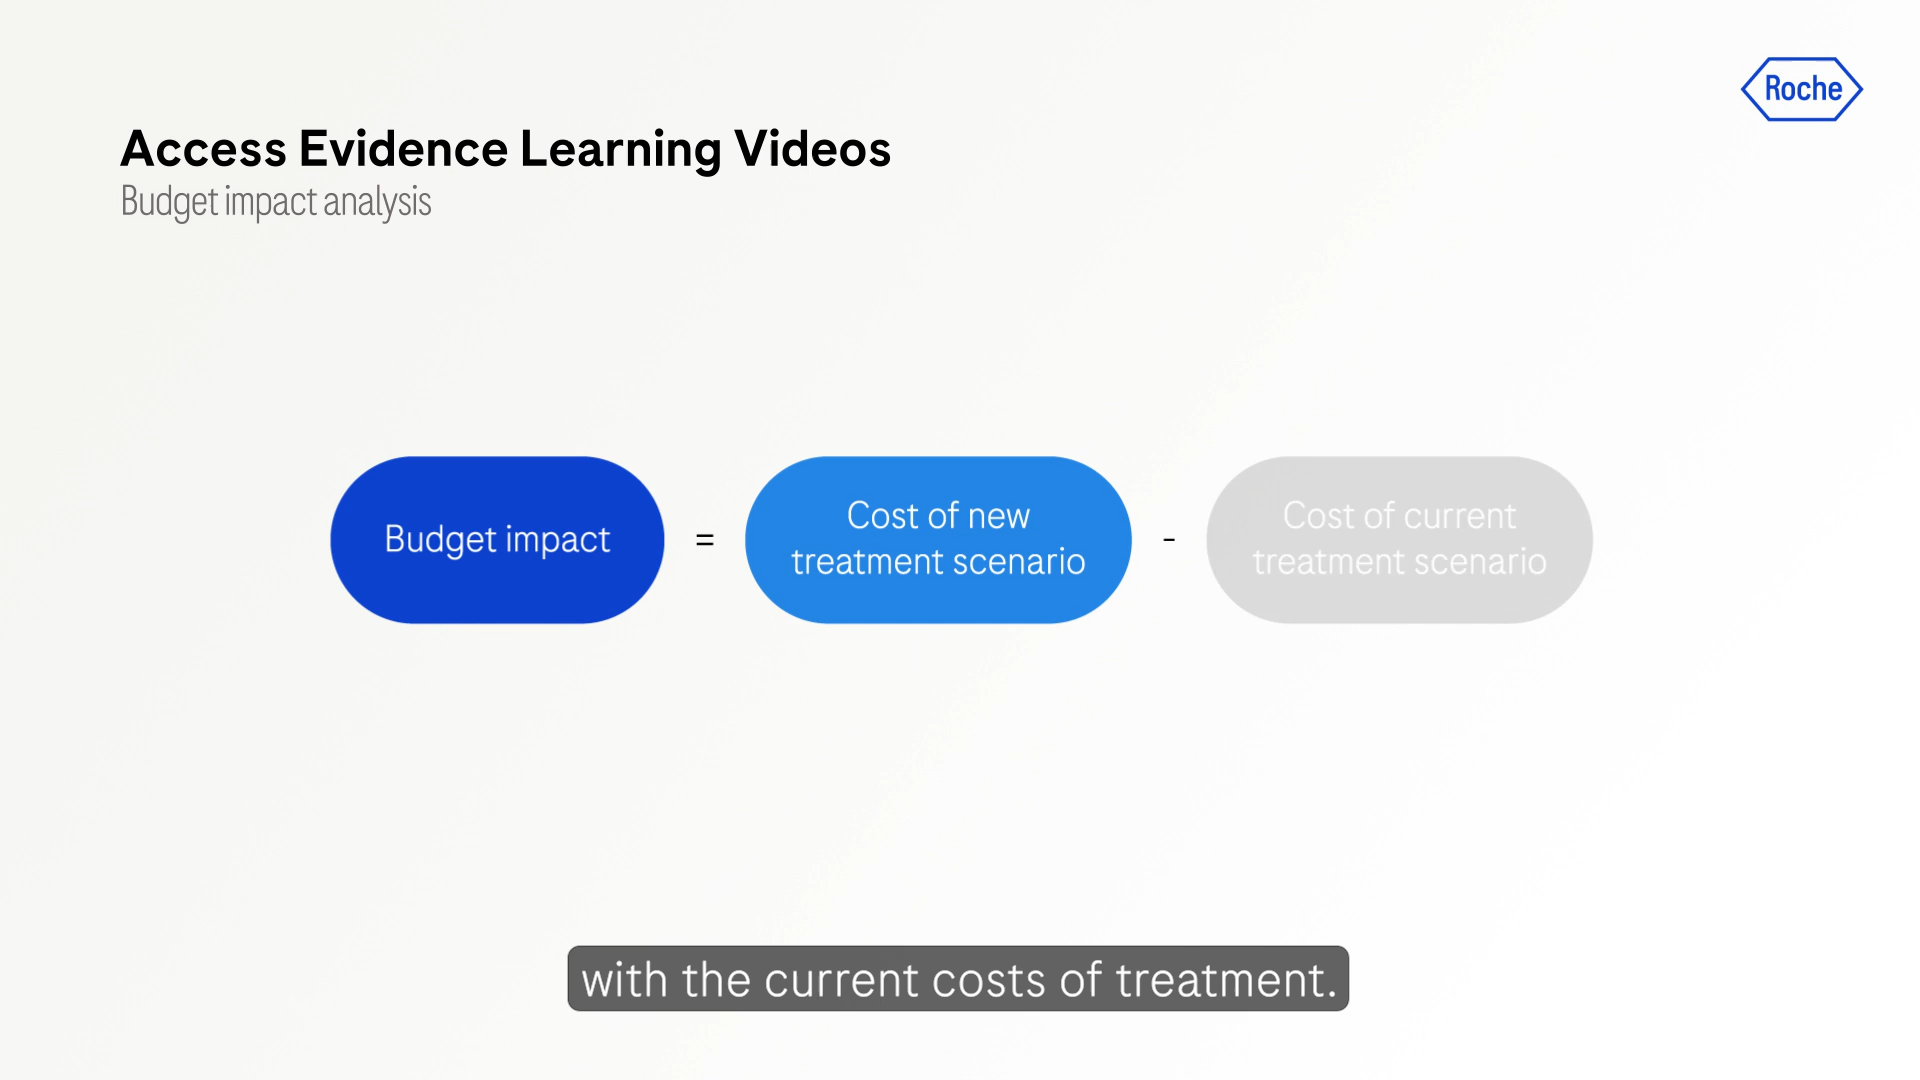 Roche
Access Evidence Learning Videos
Budget impact analysis
Budget impact
=
Cost of new
treatment scenario
-
Cost of current
treatment scenario
with the current costs of treatment.